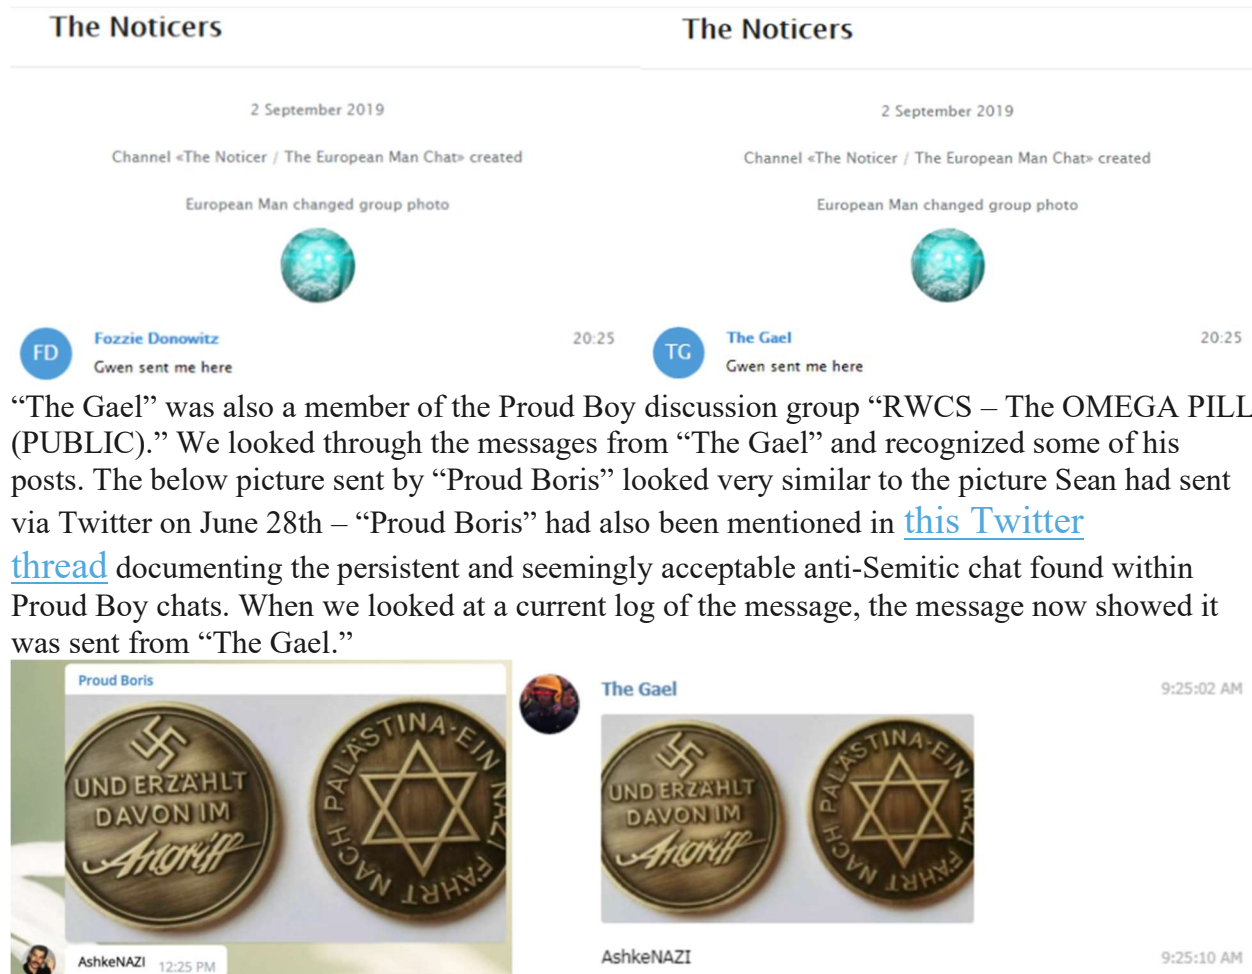 The Noticers
2 September 2019
Channel «The Noticer / The European Man Chat» created
European Man changed group photo
FD
Fozzie Donowitz
20:25
Gwen sent me here
The Noticers
2 September 2019
Channel «The Noticer / The European Man Chat» created
European Man changed group photo
TG
The Gael
20:25
Gwen sent me here
“The Gael” was also a member of the Proud Boy discussion group “RWCS – The OMEGA PILL
(PUBLIC).” We looked through the messages from “The Gael” and recognized some of his
posts. The below picture sent by “Proud Boris” looked very similar to the picture Sean had sent
via Twitter on June 28th – “Proud Boris” had also been mentioned in this Twitter
thread documenting the persistent and seemingly acceptable anti-Semitic chat found within
Proud Boy chats. When we looked at a current log of the message, the message now showed it
was sent from “The Gael.”
Proud Boris
UND ERZÄHLT
DAVON IM
Angriff
NAZI FÄHRT NACH PALÄSTINA-EIN
AshkeNAZI
12:25 PM
The Gael
9:25:02 AM
UND ERZÄHLT
DAVON IM
Angriff
NAZI FÄHRT NACH PALÄSTINA-EIN
AshkeNAZI
9:25:10 AM